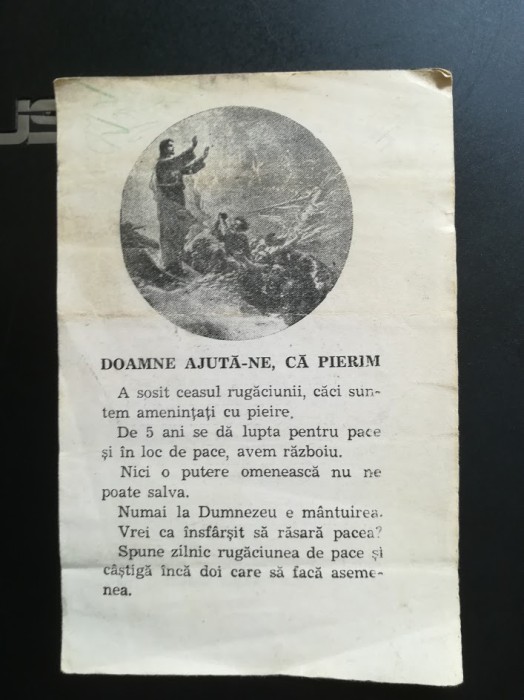 DOAMNE AJUTĂ-NE, CĂ PIERIM
A sosit ceasul rugăciunii, căci sun-
tem amenințați cu pieire.
De 5 ani se dă lupta pentru pace
și în loc de pace, avem războiu.
Nici o putere omenească nu ne
poate salva.
Numai la Dumnezeu e mântuirea.
Vrei ca însfârșit să răsară pacea?
Spune zilnic rugăciunea de pace și
câștigă încă doi care să facă aseme-
nea.